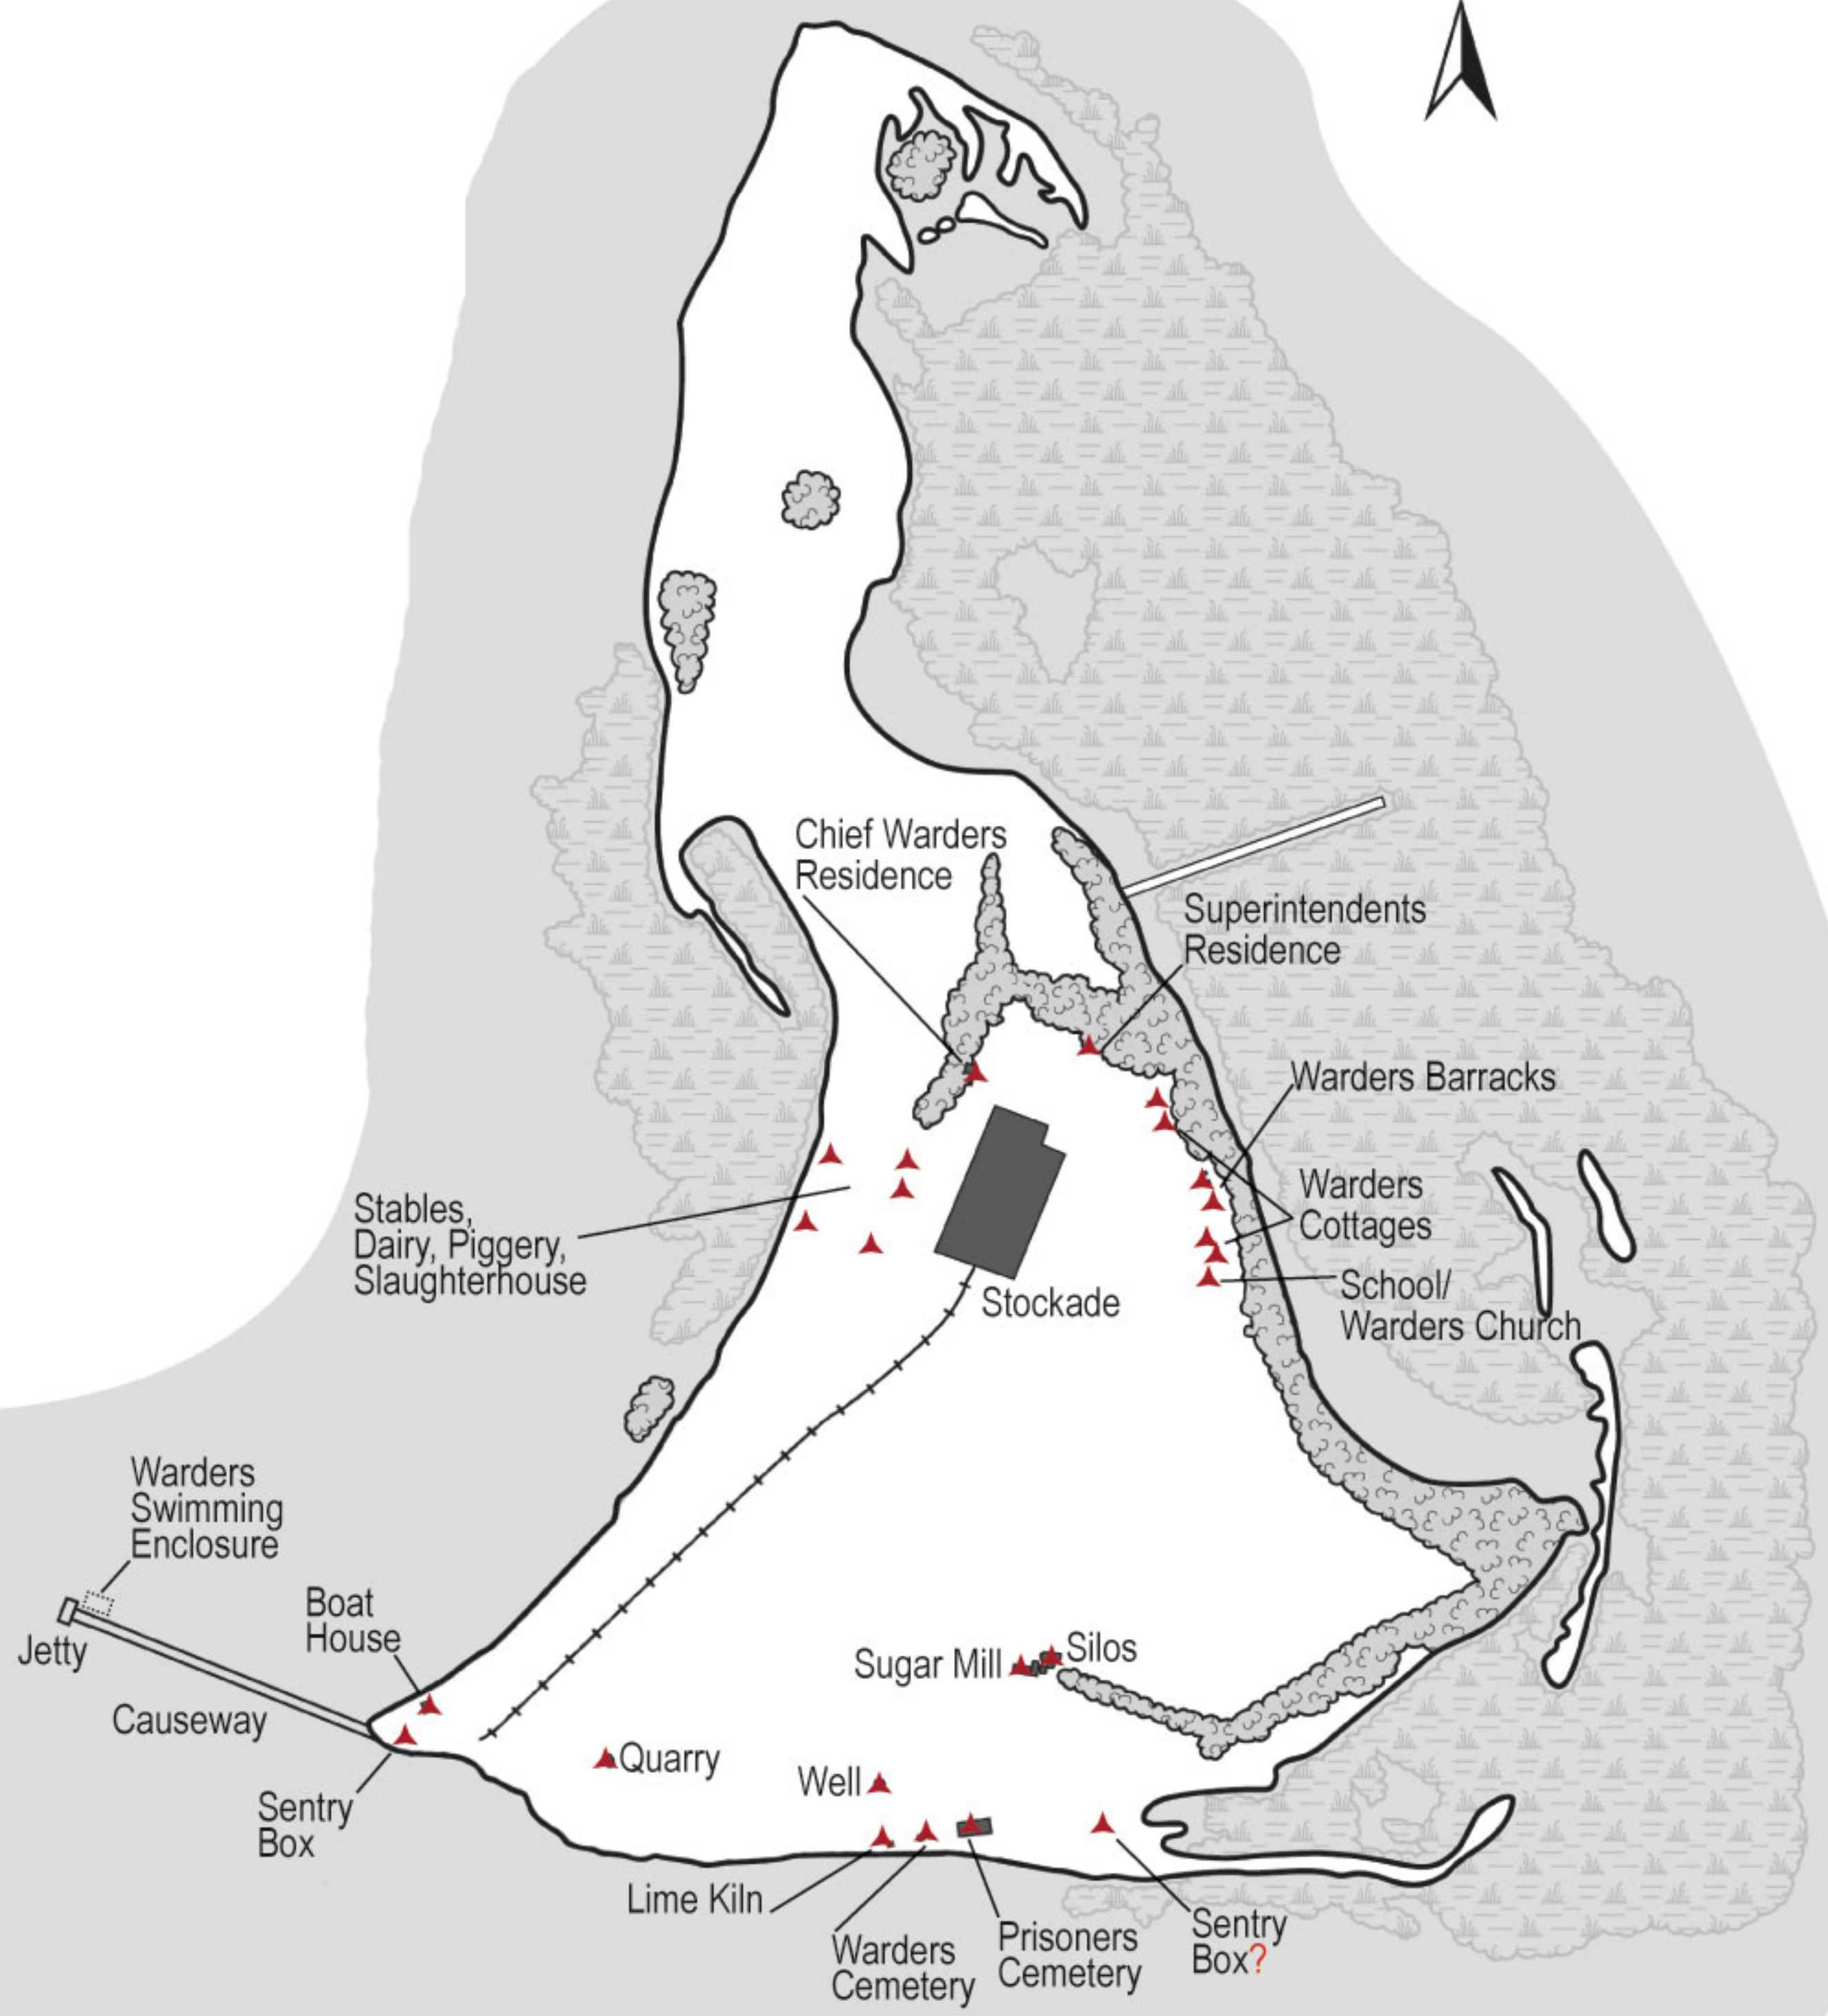 Chief Warders
Residence
Superintendents
Residence
Warders Barracks
Warders
Cottages
Stables,
Dairy, Piggery,
Slaughterhouse
School/
Warders Church
Stockade
Warders
Swimming
Enclosure
Boat
House
Jetty
Sugar Mill
Silos
Causeway
Quarry
Well
Sentry
Box
Lime Kiln
Warders
Cemetery
Prisoners
Cemetery
Sentry
Box?